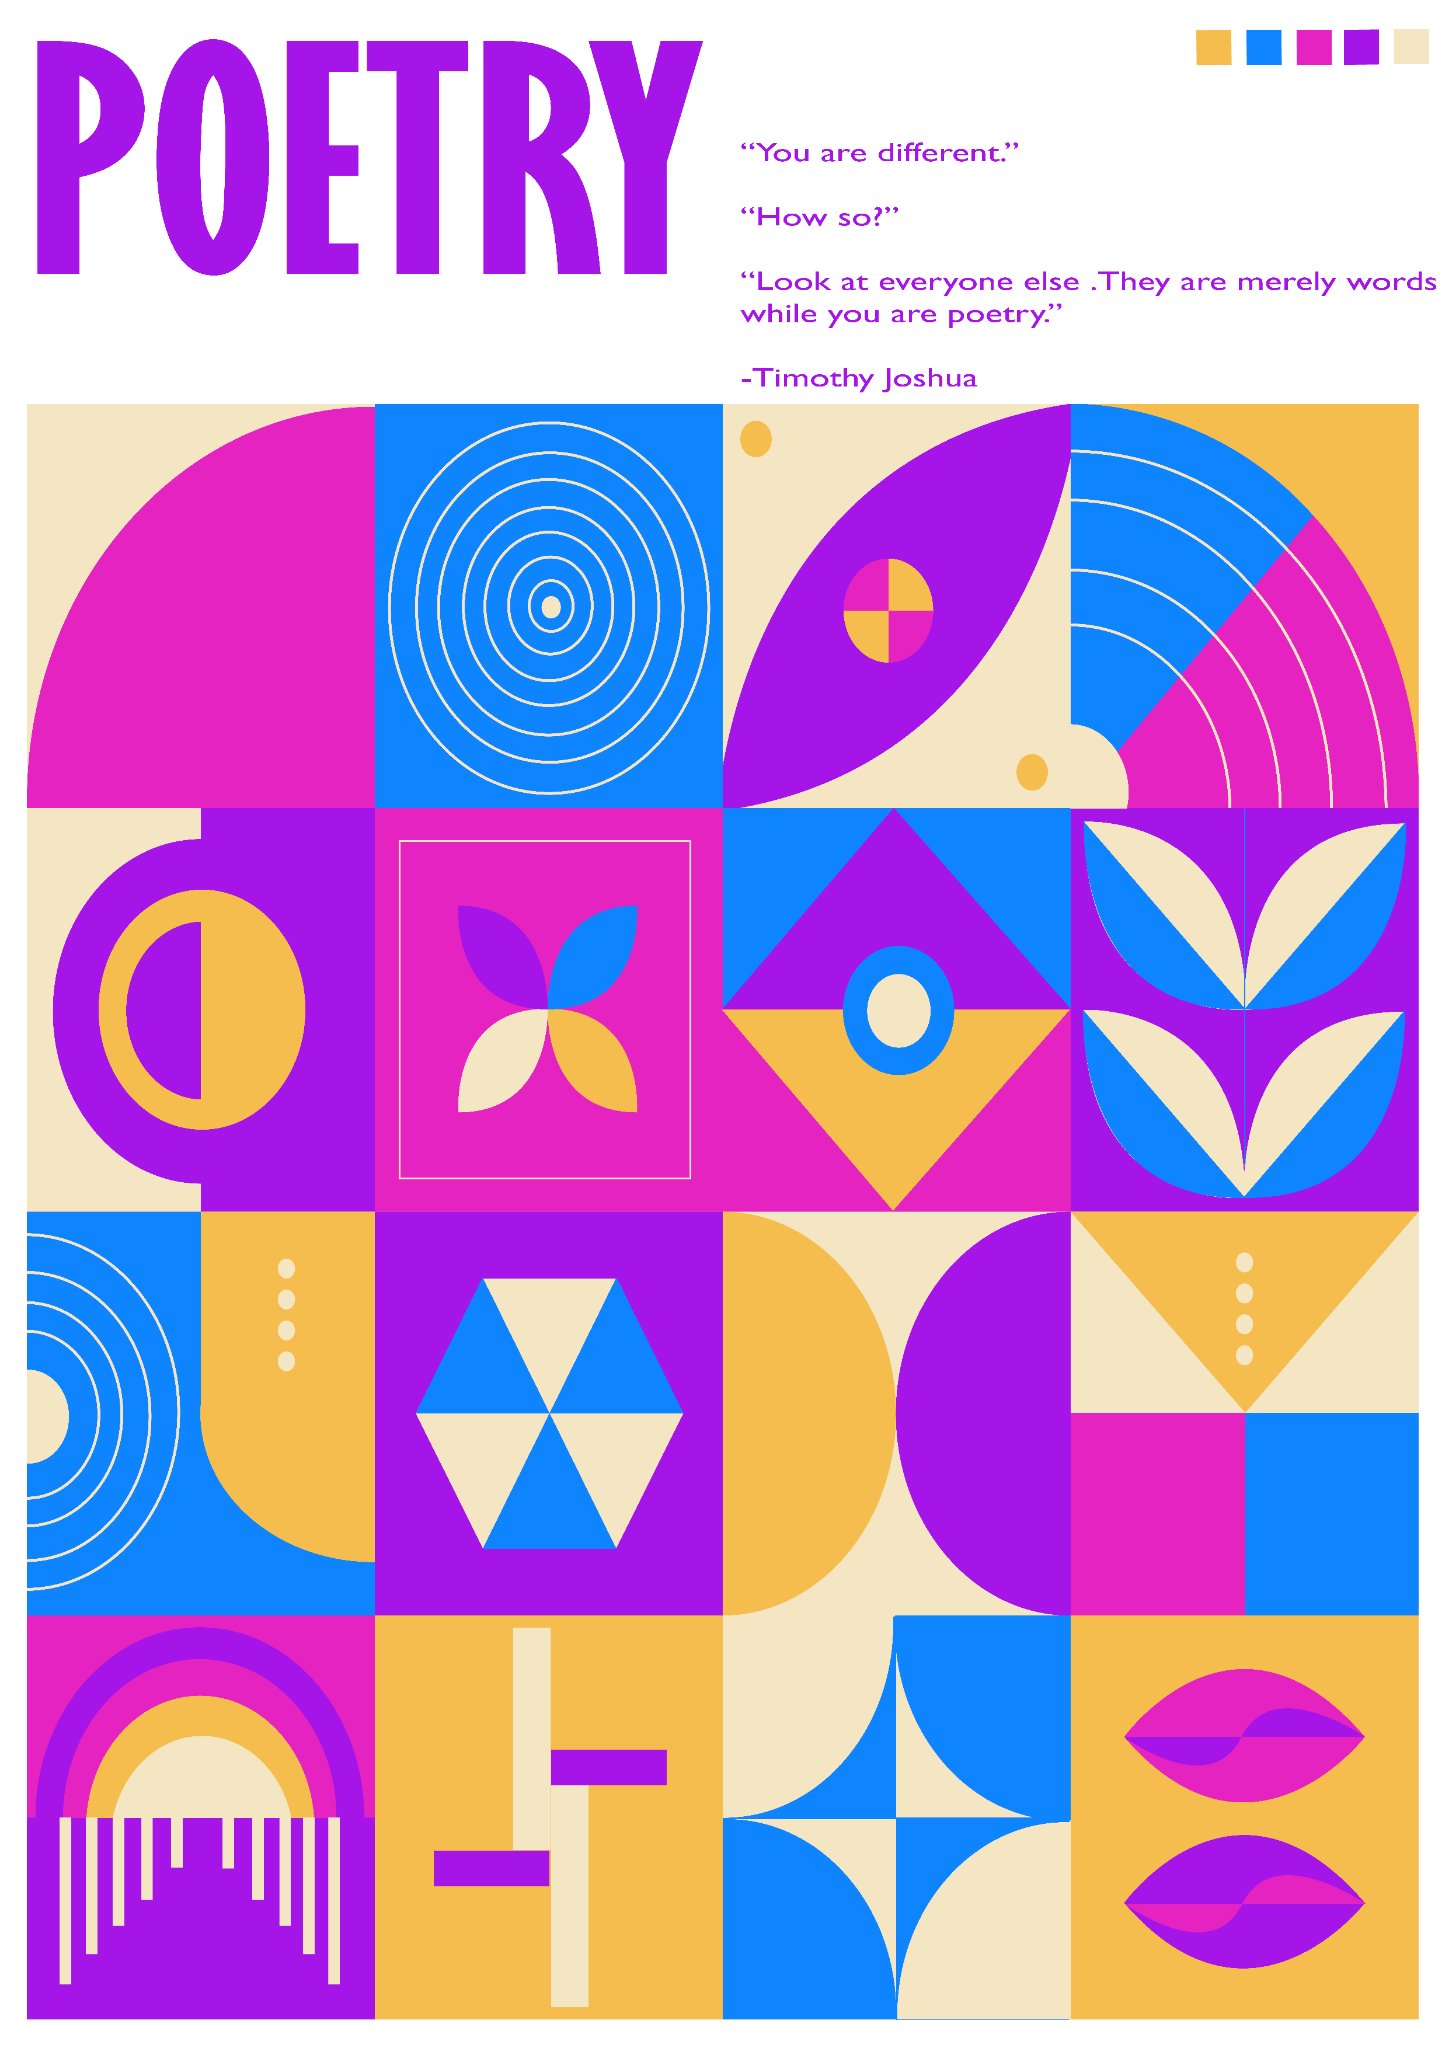 POETRY
“You are different.”
“How so?”
“Look at everyone else .They are merely words
while you are poetry.”
-Timothy Joshua